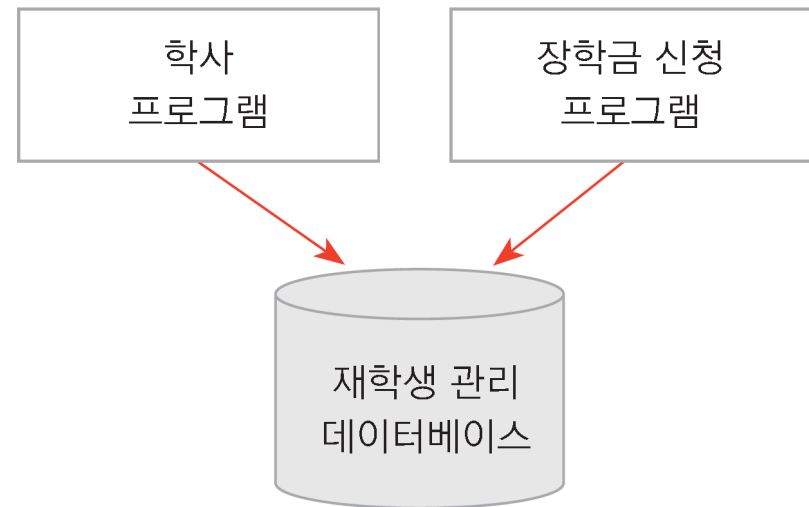 학사
프로그램
장학금 신청
프로그램
재학생 관리
데이터베이스